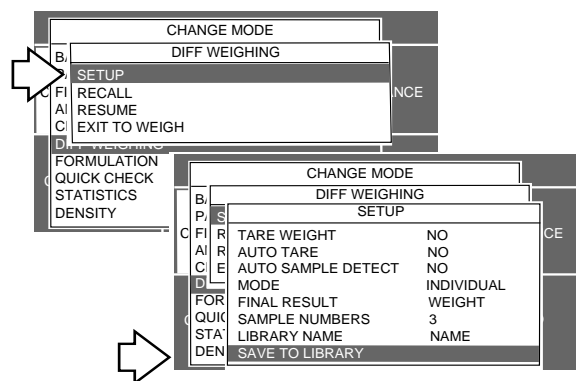 CHANGE MODE
DIFF WEIGHING
SETUP
RECALL
RESUME
EXIT TO WEIGH
FORMULATION
QUICK CHECK
STATISTICS
DENSITY
CHANGE MODE
DIFF WEIGHING
SETUP
TARE WEIGHT NO
AUTO TARE NO
AUTO SAMPLE DETECT NO
MODE INDIVIDUAL
FINAL RESULT WEIGHT
SAMPLE NUMBERS 3
LIBRARY NAME NAME
SAVE TO LIBRARY